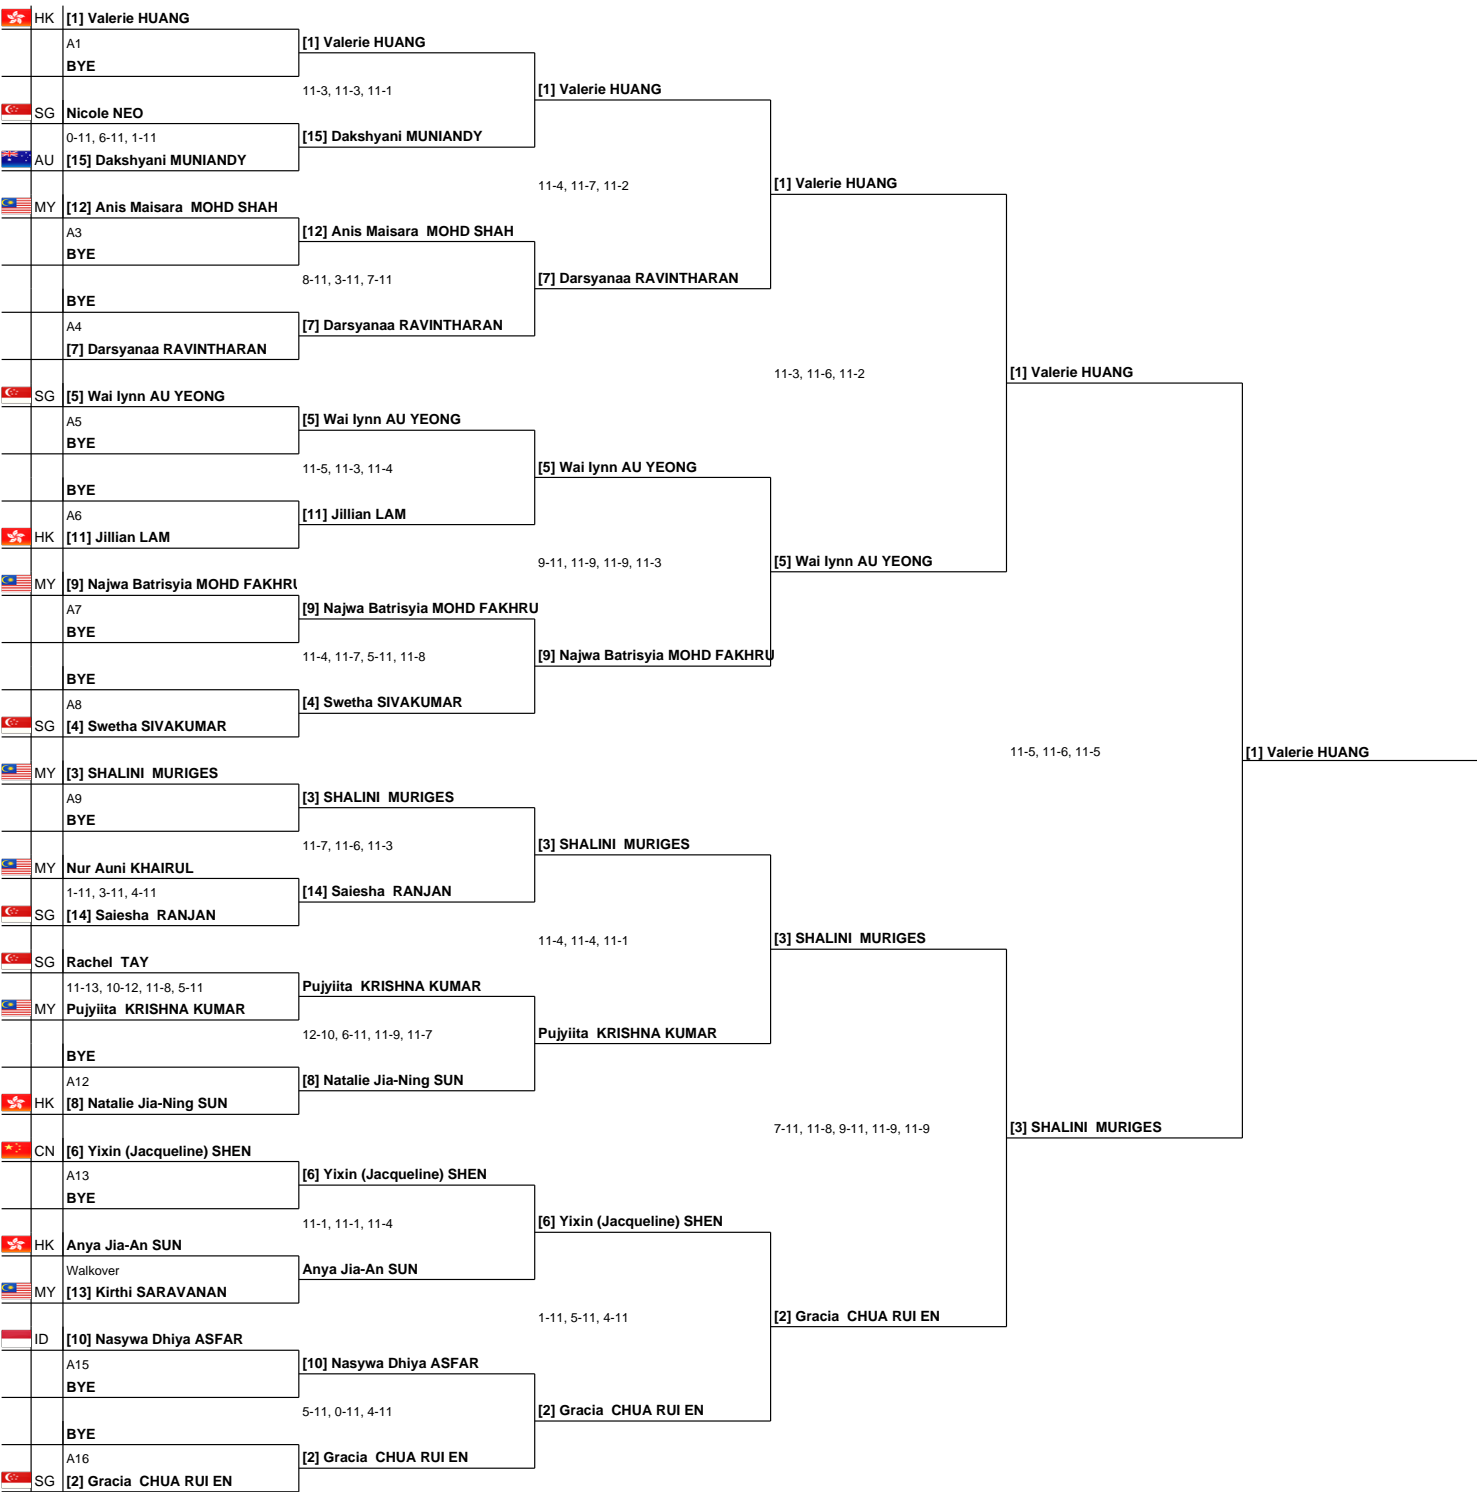 HK [1] Valerie HUANG
A1 [1] Valerie HUANG
BYE
11-3, 11-3, 11-1 [1] Valerie HUANG
SG Nicole NEO
0-11, 6-11, 1-11 [15] Dakshyani MUNIANDY
AU [15] Dakshyani MUNIANDY
11-4, 11-7, 11-2 [1] Valerie HUANG
MY [12] Anis Maisara MOHD SHAH
A3 [12] Anis Maisara MOHD SHAH
BYE
8-11, 3-11, 7-11 [7] Darsyanaa RAVINTHARAN
BYE
A4 [7] Darsyanaa RAVINTHARAN
[7] Darsyanaa RAVINTHARAN
11-3, 11-6, 11-2 [1] Valerie HUANG
SG [5] Wai lynn AU YEONG
A5 [5] Wai lynn AU YEONG
BYE
11-5, 11-3, 11-4 [5] Wai lynn AU YEONG
BYE
A6 [11] Jillian LAM
HK [11] Jillian LAM
9-11, 11-9, 11-9, 11-3 [5] Wai lynn AU YEONG
MY [9] Najwa Batrisyia MOHD FAKHRU
A7 [9] Najwa Batrisyia MOHD FAKHRU
BYE
11-4, 11-7, 5-11, 11-8 [9] Najwa Batrisyia MOHD FAKHRU
BYE
A8 [4] Swetha SIVAKUMAR
SG [4] Swetha SIVAKUMAR
11-5, 11-6, 11-5 [1] Valerie HUANG
MY [3] SHALINI MURIGES
A9 [3] SHALINI MURIGES
BYE
11-7, 11-6, 11-3 [3] SHALINI MURIGES
MY Nur Auni KHAIRUL
1-11, 3-11, 4-11 [14] Saiesha RANJAN
SG [14] Saiesha RANJAN
11-4, 11-4, 11-1 [3] SHALINI MURIGES
SG Rachel TAY
11-13, 10-12, 11-8, 5-11 Pujyiita KRISHNA KUMAR
MY Pujyiita KRISHNA KUMAR
12-10, 6-11, 11-9, 11-7 Pujyiita KRISHNA KUMAR
BYE
A12 [8] Natalie Jia-Ning SUN
HK [8] Natalie Jia-Ning SUN
7-11, 11-8, 9-11, 11-9, 11-9 [3] SHALINI MURIGES
CN [6] Yixin (Jacqueline) SHEN
A13 [6] Yixin (Jacqueline) SHEN
BYE
11-1, 11-1, 11-4 [6] Yixin (Jacqueline) SHEN
HK Anya Jia-An SUN
Walkover Anya Jia-An SUN
MY [13] Kirthi SARAVANAN
1-11, 5-11, 4-11 [2] Gracia CHUA RUI EN
ID [10] Nasywa Dhiya ASFAR
A15 [10] Nasywa Dhiya ASFAR
BYE
5-11, 0-11, 4-11 [2] Gracia CHUA RUI EN
BYE
A16 [2] Gracia CHUA RUI EN
SG [2] Gracia CHUA RUI EN